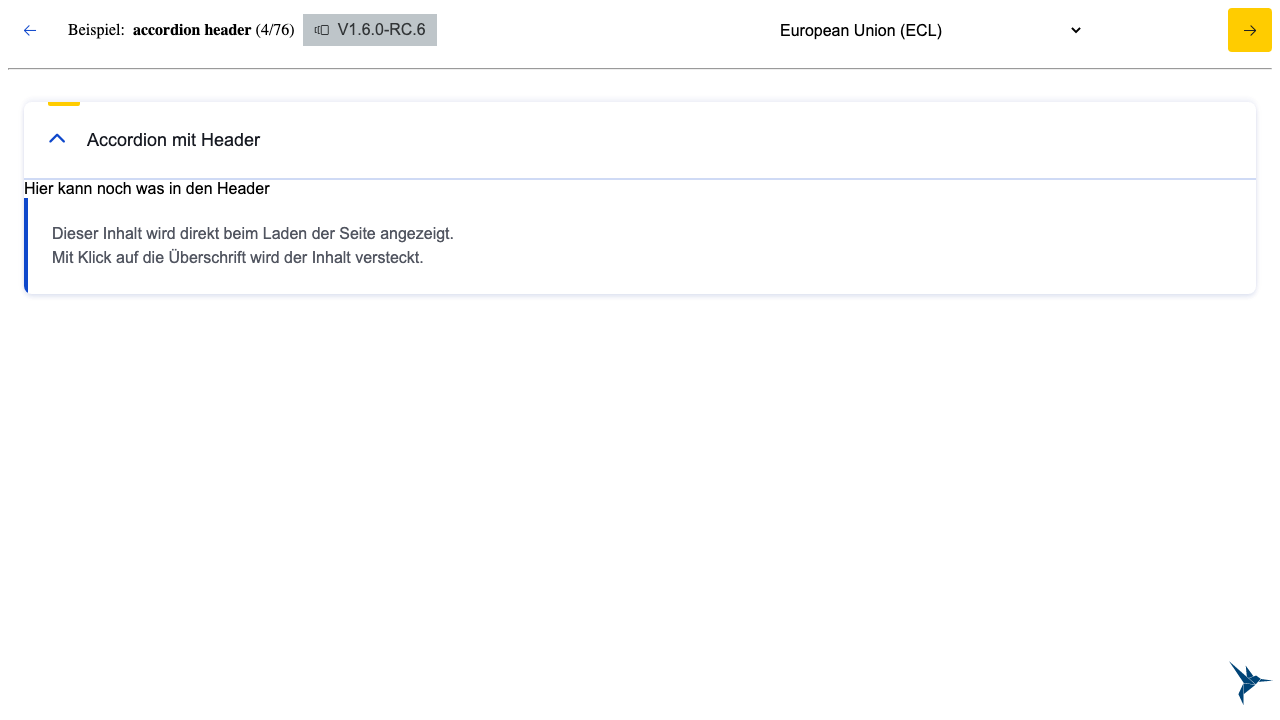 Beispiel: accordion header (4/76) V1.6.0-RC.6 European Union (ECL)
Accordion mit Header
Hier kann noch was in den Header
Dieser Inhalt wird direkt beim Laden der Seite angezeigt.
Mit Klick auf die Überschrift wird der Inhalt versteckt.